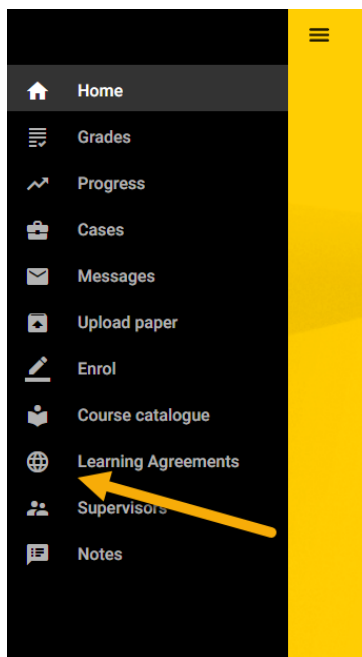 Home
Grades
Progress
Cases
Messages
Upload paper
Enrol
Course catalogue
Learning Agreements
Supervisors
Notes